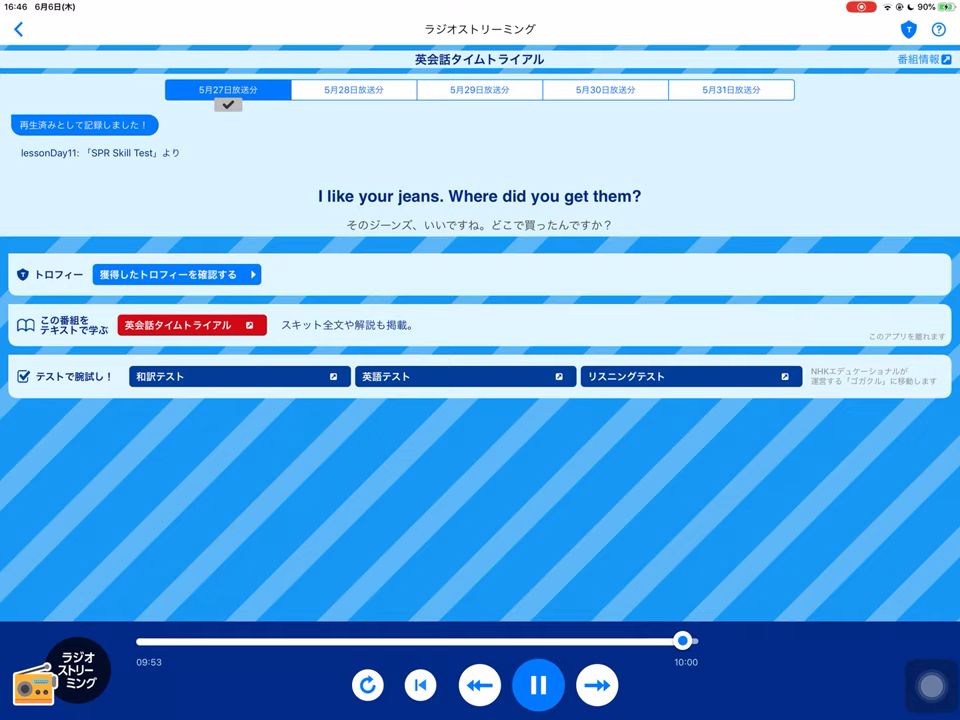 16:46 6月6日(木)
90%
ラジオストリーミング
英会話タイムトライアル
番組情報
5月27日放送分
5月28日放送分
5月29日放送分
5月30日放送分
5月31日放送分
再生済みとして記録しました！
lessonDay11: 「SPR Skill Test」より
I like your jeans. Where did you get them?
そのジーンズ、いいですね。どこで買ったんですか？
トロフィー
獲得したトロフィーを確認する
この番組を
テキストで学ぶ
英会話タイムトライアル
スキット全文や解説も掲載。
このアプリを離れます
テストで腕試し！
和訳テスト
英語テスト
リスニングテスト
NHKエデュケーショナルが
運営する「ゴガクル」に移動します
09:53
10:00
ラジオ
ストリー
ミング